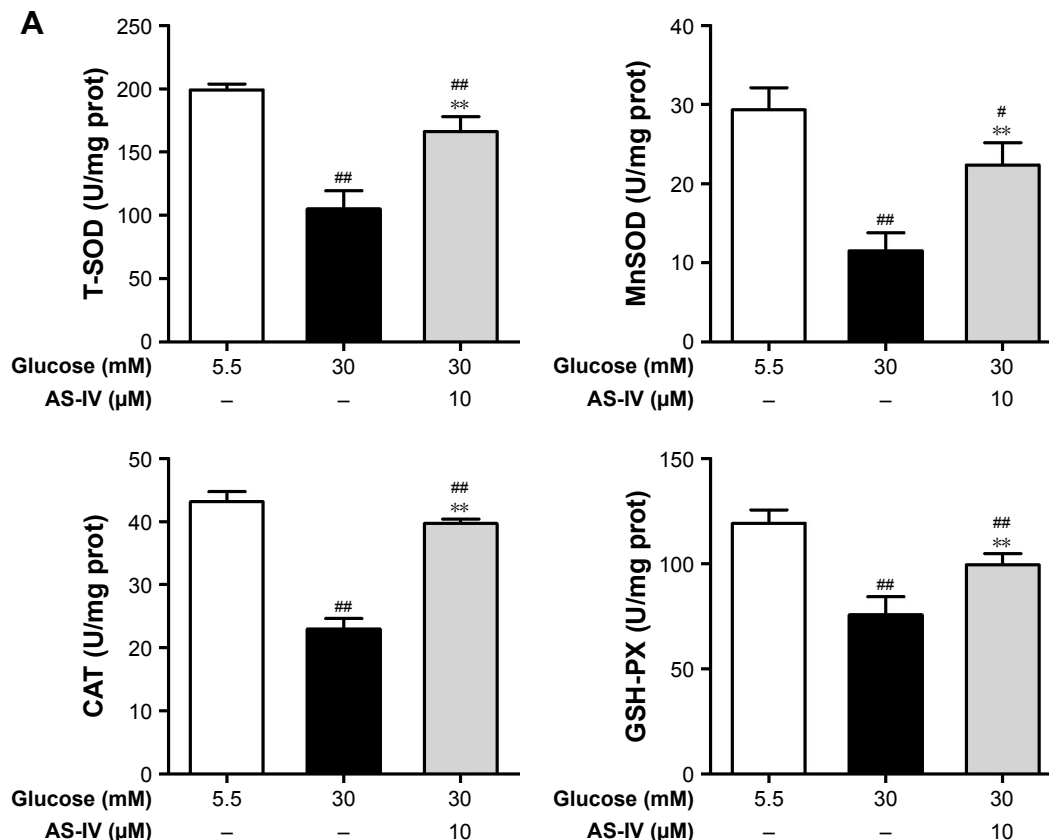 A
T-SOD (U/mg prot)
250
200
150
100
50
0
##
##
**
Glucose (mM) 5.5 30 30
AS-IV (µM) – – 10
MnSOD (U/mg prot)
40
30
20
10
0
##
#
**
Glucose (mM) 5.5 30 30
AS-IV (µM) – – 10
CAT (U/mg prot)
50
40
30
20
10
0
##
##
**
Glucose (mM) 5.5 30 30
AS-IV (µM) – – 10
GSH-PX (U/mg prot)
150
100
50
0
##
##
**
Glucose (mM) 5.5 30 30
AS-IV (µM) – – 10